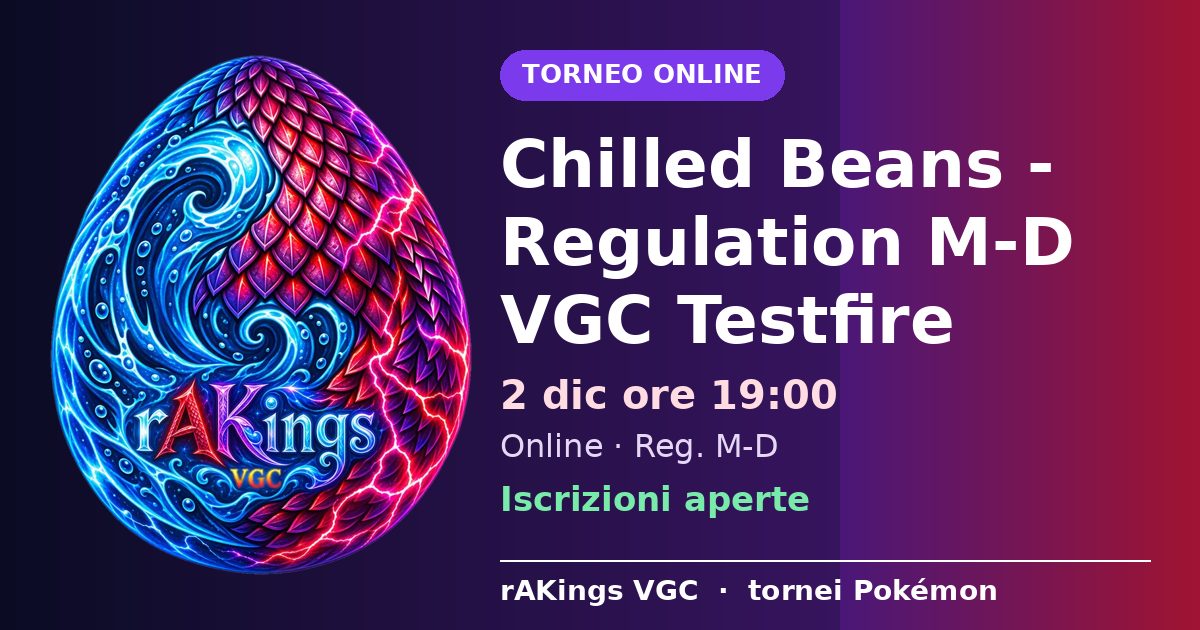 TORNEO ONLINE
Chilled Beans -
Regulation M-D
VGC Testfire
2 dic ore 19:00
Online · Reg. M-D
Iscrizioni aperte
rAKings VGC · tornei Pokémon
rAKings
VGC